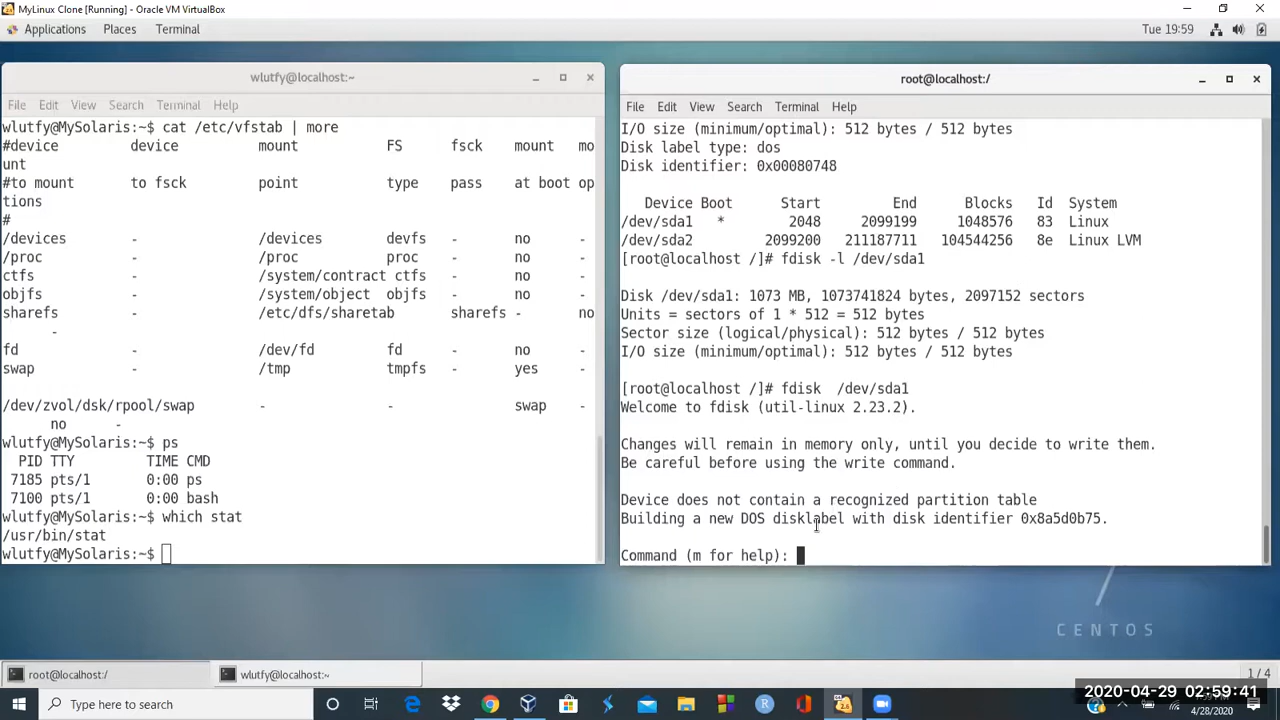 MyLinux Clone [Running] - Oracle VM VirtualBox
Applications Places Terminal Tue 19:59
wlutfy@localhost:~
File Edit View Search Terminal Help
wlutfy@MySolaris:~$ cat /etc/vfstab | more
#device device mount FS fsck mount mo
unt
#to mount to fsck point type pass at boot op
tions
#
/devices - /devices devfs - no -
/proc - /proc proc - no -
ctfs - /system/contract ctfs - no -
objfs - /system/object objfs - no -
sharefs - /etc/dfs/sharetab sharefs - no
-
fd - /dev/fd fd - no -
swap - /tmp tmpfs - yes -
/dev/zvol/dsk/rpool/swap - - swap -
no -
wlutfy@MySolaris:~$ ps
PID TTY TIME CMD
7185 pts/1 0:00 ps
7100 pts/1 0:00 bash
wlutfy@MySolaris:~$ which stat
/usr/bin/stat
wlutfy@MySolaris:~$
root@localhost:/
File Edit View Search Terminal Help
I/O size (minimum/optimal): 512 bytes / 512 bytes
Disk label type: dos
Disk identifier: 0x00080748
Device Boot Start End Blocks Id System
/dev/sda1 * 2048 2099199 1048576 83 Linux
/dev/sda2 2099200 211187711 104544256 8e Linux LVM
[root@localhost /]# fdisk -l /dev/sda1
Disk /dev/sda1: 1073 MB, 1073741824 bytes, 2097152 sectors
Units = sectors of 1 * 512 = 512 bytes
Sector size (logical/physical): 512 bytes / 512 bytes
I/O size (minimum/optimal): 512 bytes / 512 bytes
[root@localhost /]# fdisk  /dev/sda1
Welcome to fdisk (util-linux 2.23.2).
Changes will remain in memory only, until you decide to write them.
Be careful before using the write command.
Device does not contain a recognized partition table
Building a new DOS disklabel with disk identifier 0x8a5d0b75.
Command (m for help):
7
CENTOS
root@localhost:/ wlutfy@localhost:~ 1 / 4
Type here to search
2020-04-29 02:59:41
4/28/2020